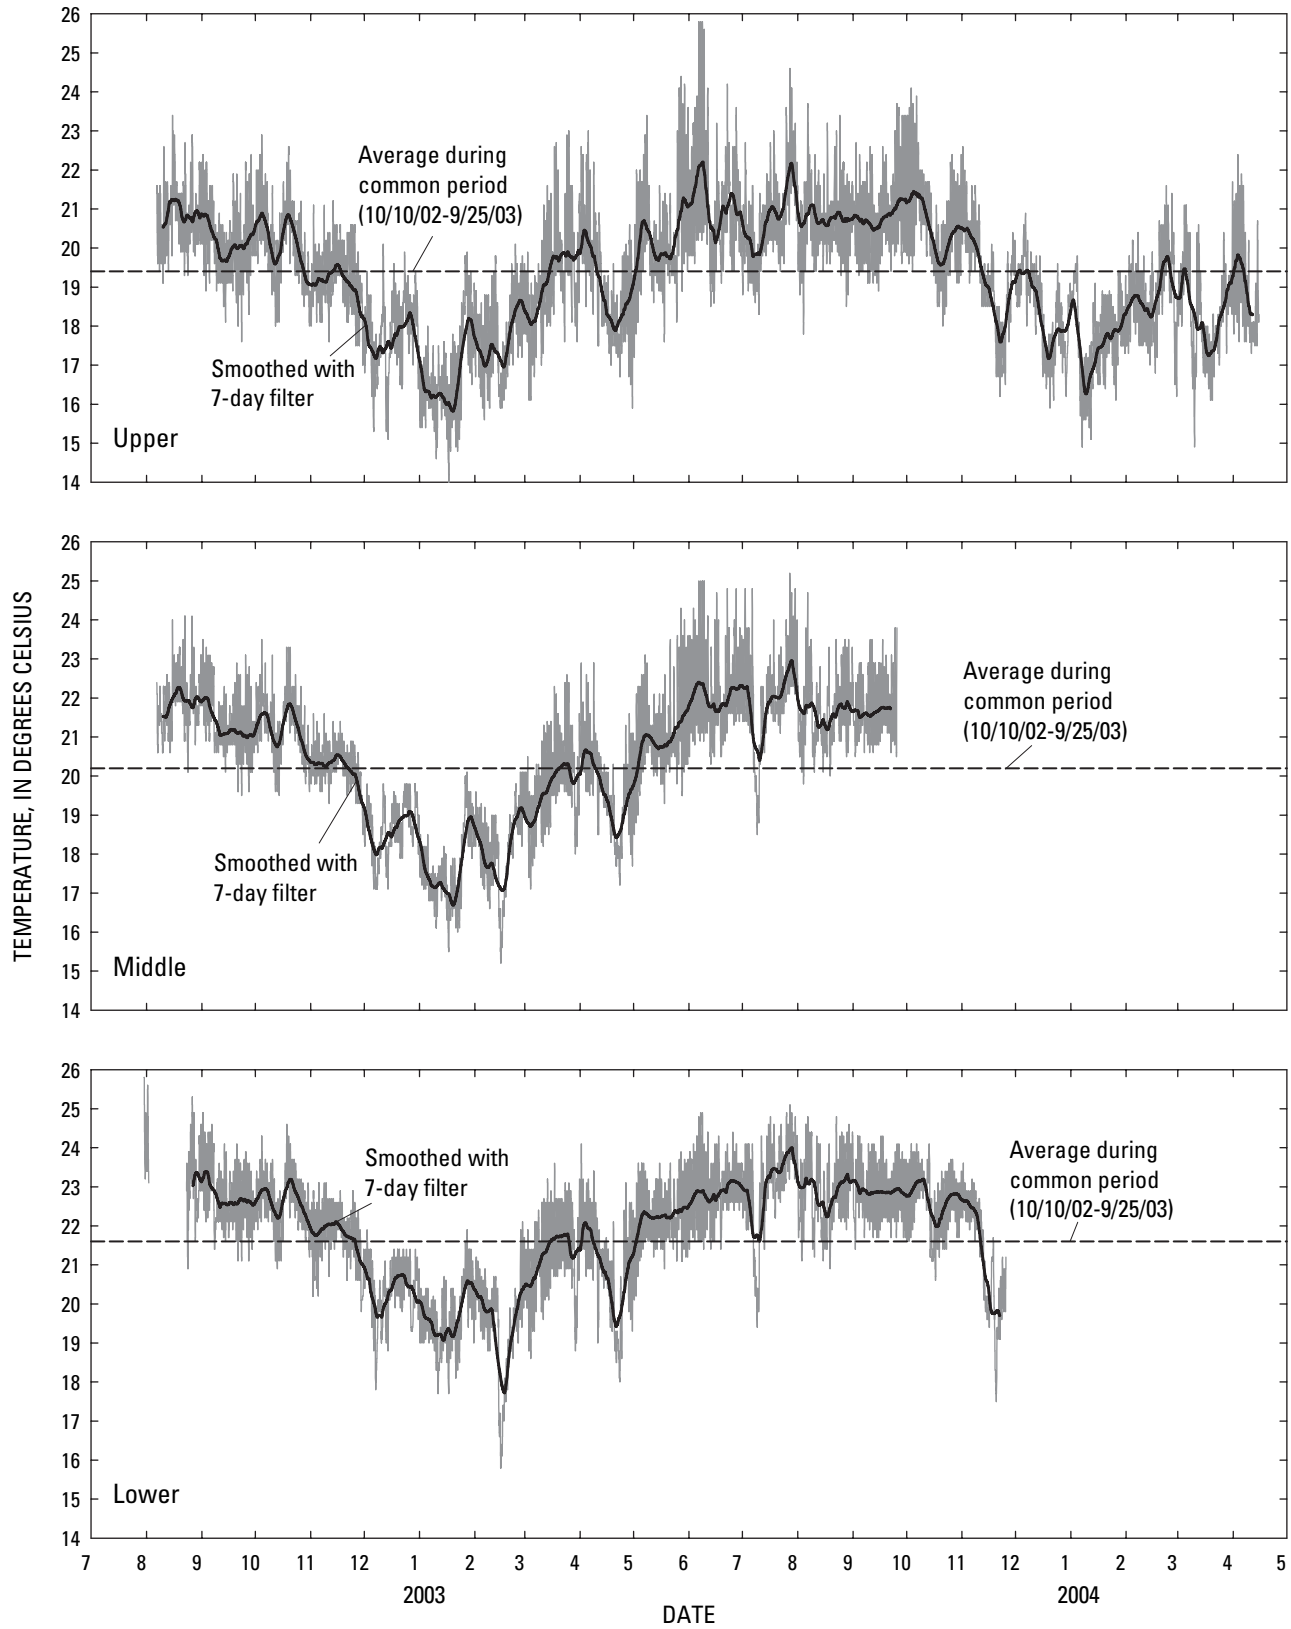 26
25
24
23
22
21
20
19
18
17
16
15
14
Average during
common period
(10/10/02-9/25/03)
Smoothed with
7-day filter
Upper
TEMPERATURE, IN DEGREES CELSIUS
26
25
24
23
22
21
20
19
18
17
16
15
14
Average during
common period
(10/10/02-9/25/03)
Smoothed with
7-day filter
Middle
26
25
24
23
22
21
20
19
18
17
16
15
14
Smoothed with
7-day filter
Average during
common period
(10/10/02-9/25/03)
Lower
7 8 9 10 11 12 1 2 3 4 5 6 7 8 9 10 11 12 1 2 3 4 5
2003 2004
DATE